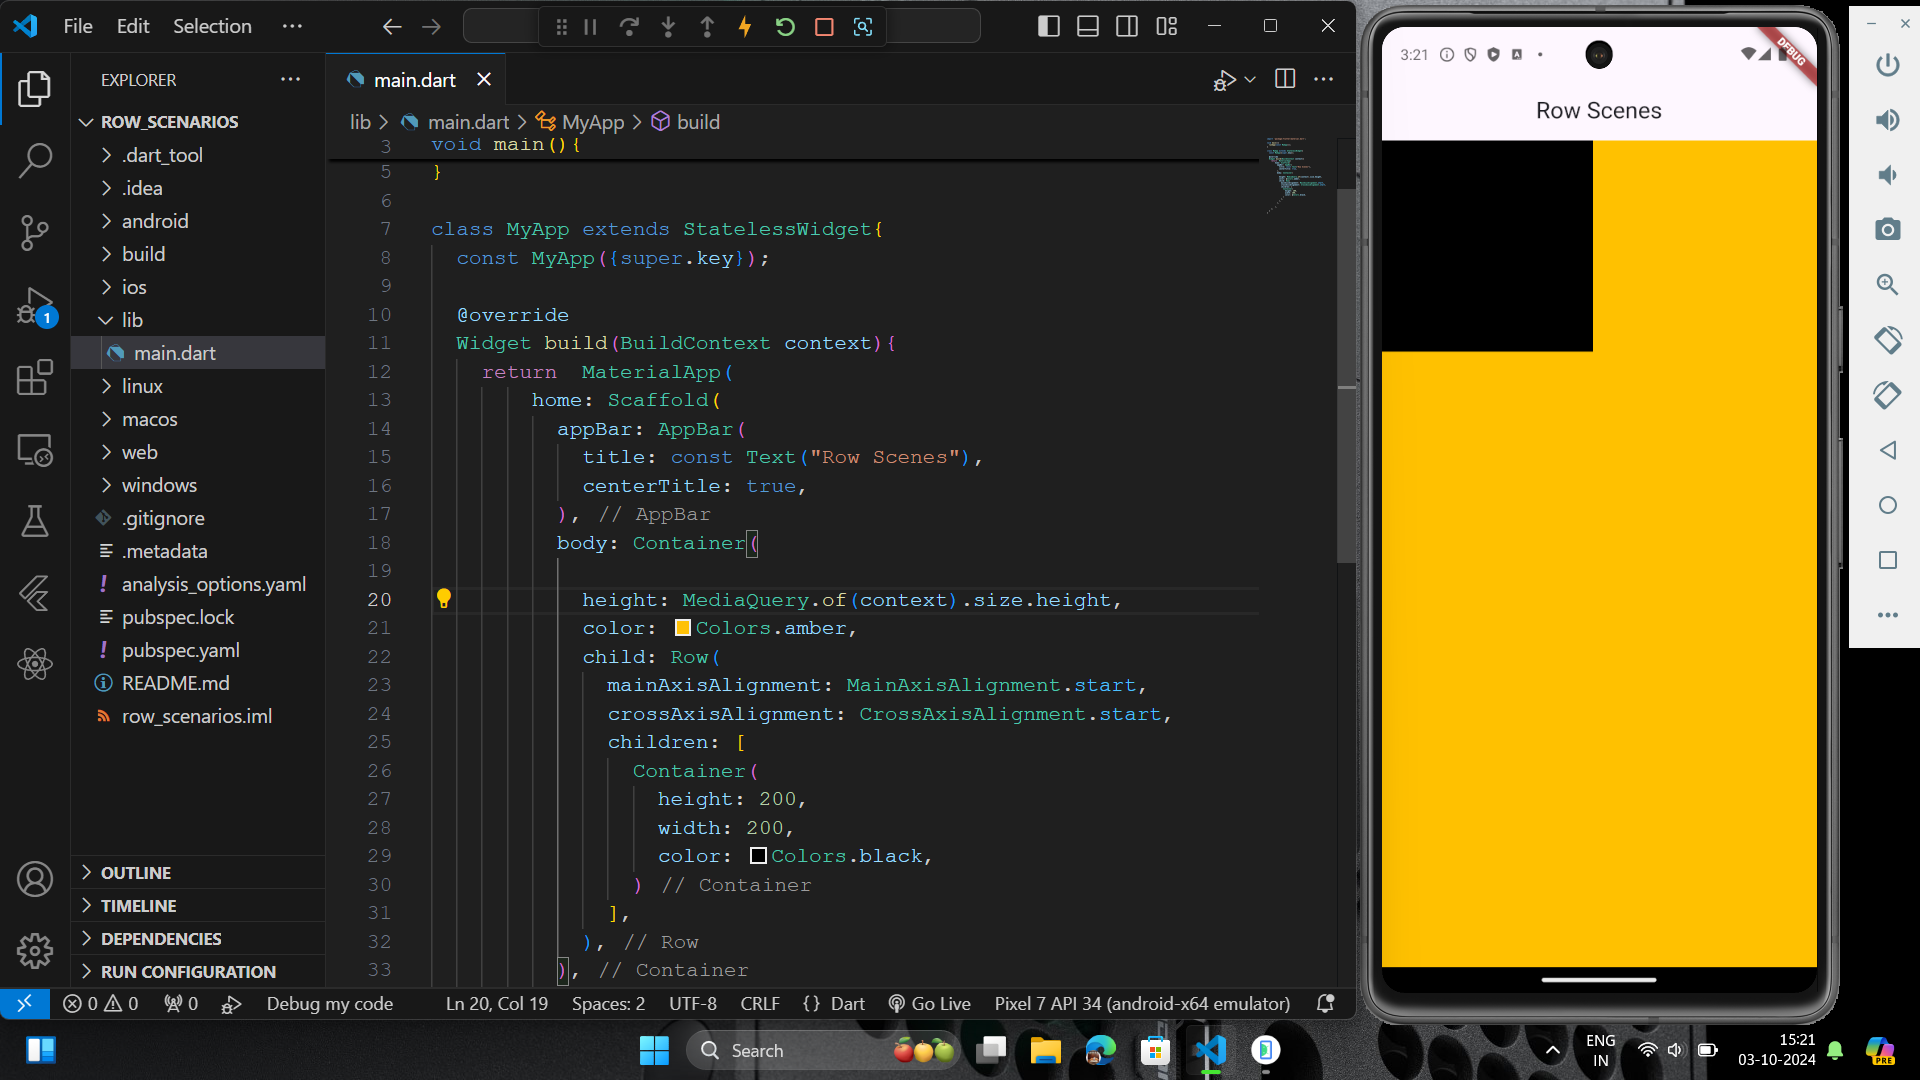 File Edit Selection ···
EXPLORER ···
ROW_SCENARIOS
.dart_tool
.idea
android
build
ios
lib
main.dart
linux
macos
web
windows
.gitignore
.metadata
analysis_options.yaml
pubspec.lock
pubspec.yaml
README.md
row_scenarios.iml
OUTLINE
TIMELINE
DEPENDENCIES
RUN CONFIGURATION
1
main.dart
lib > main.dart > MyApp > build
3 void main(){
5 }
6
7 class MyApp extends StatelessWidget{
8 const MyApp({super.key});
9
10 @override
11 Widget build(BuildContext context){
12 return MaterialApp(
13 home: Scaffold(
14 appBar: AppBar(
15 title: const Text("Row Scenes"),
16 centerTitle: true,
17 ), // AppBar
18 body: Container(
19
20 height: MediaQuery.of(context).size.height,
21 color: Colors.amber,
22 child: Row(
23 mainAxisAlignment: MainAxisAlignment.start,
24 crossAxisAlignment: CrossAxisAlignment.start,
25 children: [
26 Container(
27 height: 200,
28 width: 200,
29 color: Colors.black,
30 ) // Container
31 ],
32 ), // Row
33 ), // Container
0 0 0 Debug my code Ln 20, Col 19 Spaces: 2 UTF-8 CRLF {} Dart Go Live Pixel 7 API 34 (android-x64 emulator)
3:21
DEBUG
Row Scenes
Search
PRE
ENG
IN
15:21
03-10-2024